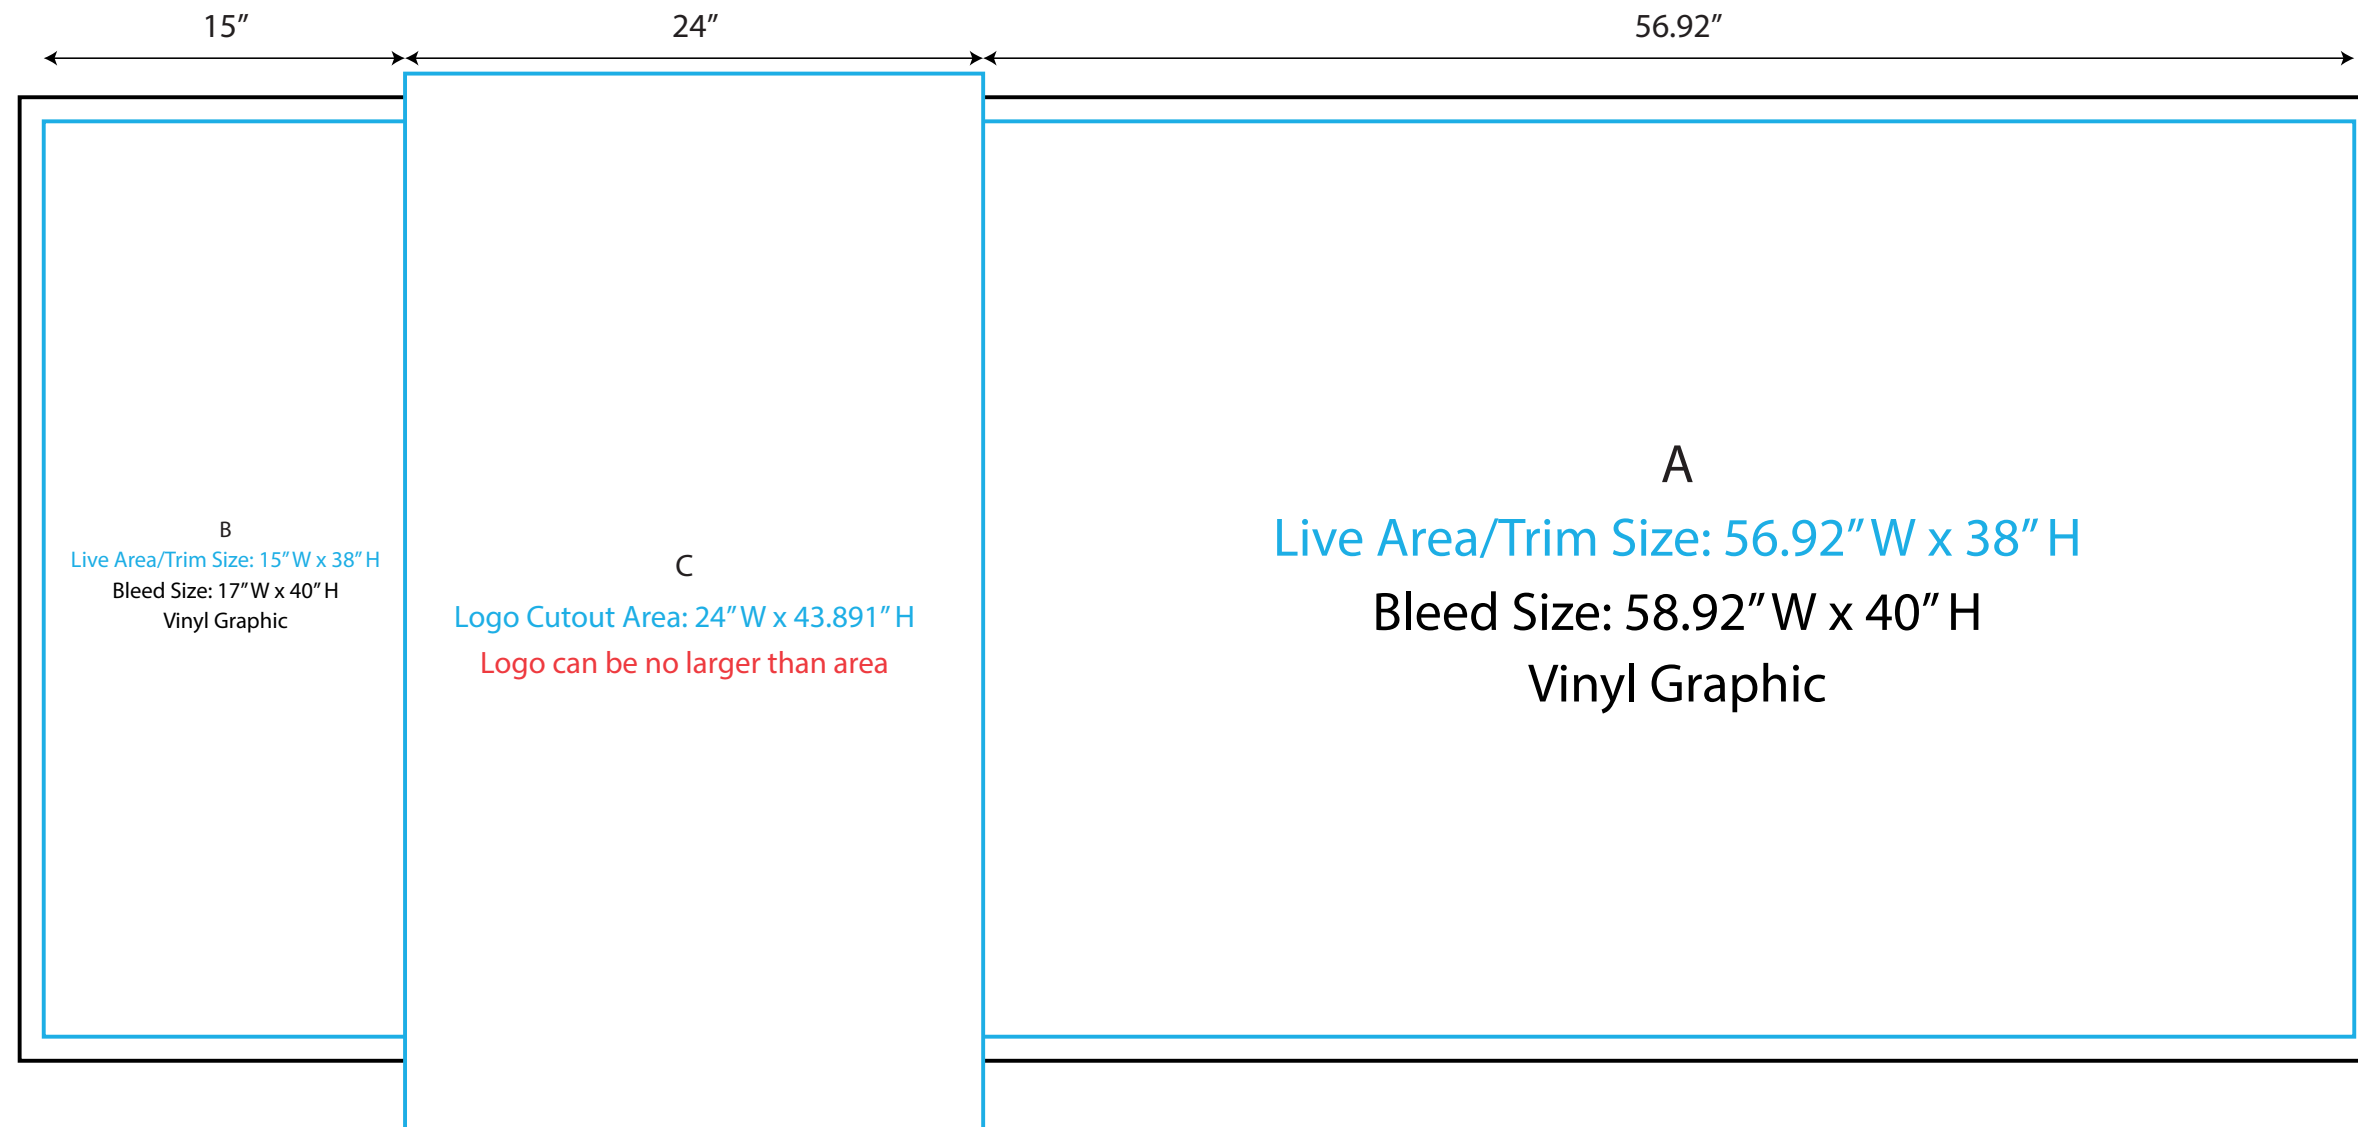 15”
24”
56.92”
B
Live Area/Trim Size: 15” W x 38” H
Bleed Size: 17” W x 40” H
Vinyl Graphic
C
Logo Cutout Area: 24” W x 43.891” H
Logo can be no larger than area
A
Live Area/Trim Size: 56.92” W x 38” H
Bleed Size: 58.92” W x 40” H
Vinyl Graphic